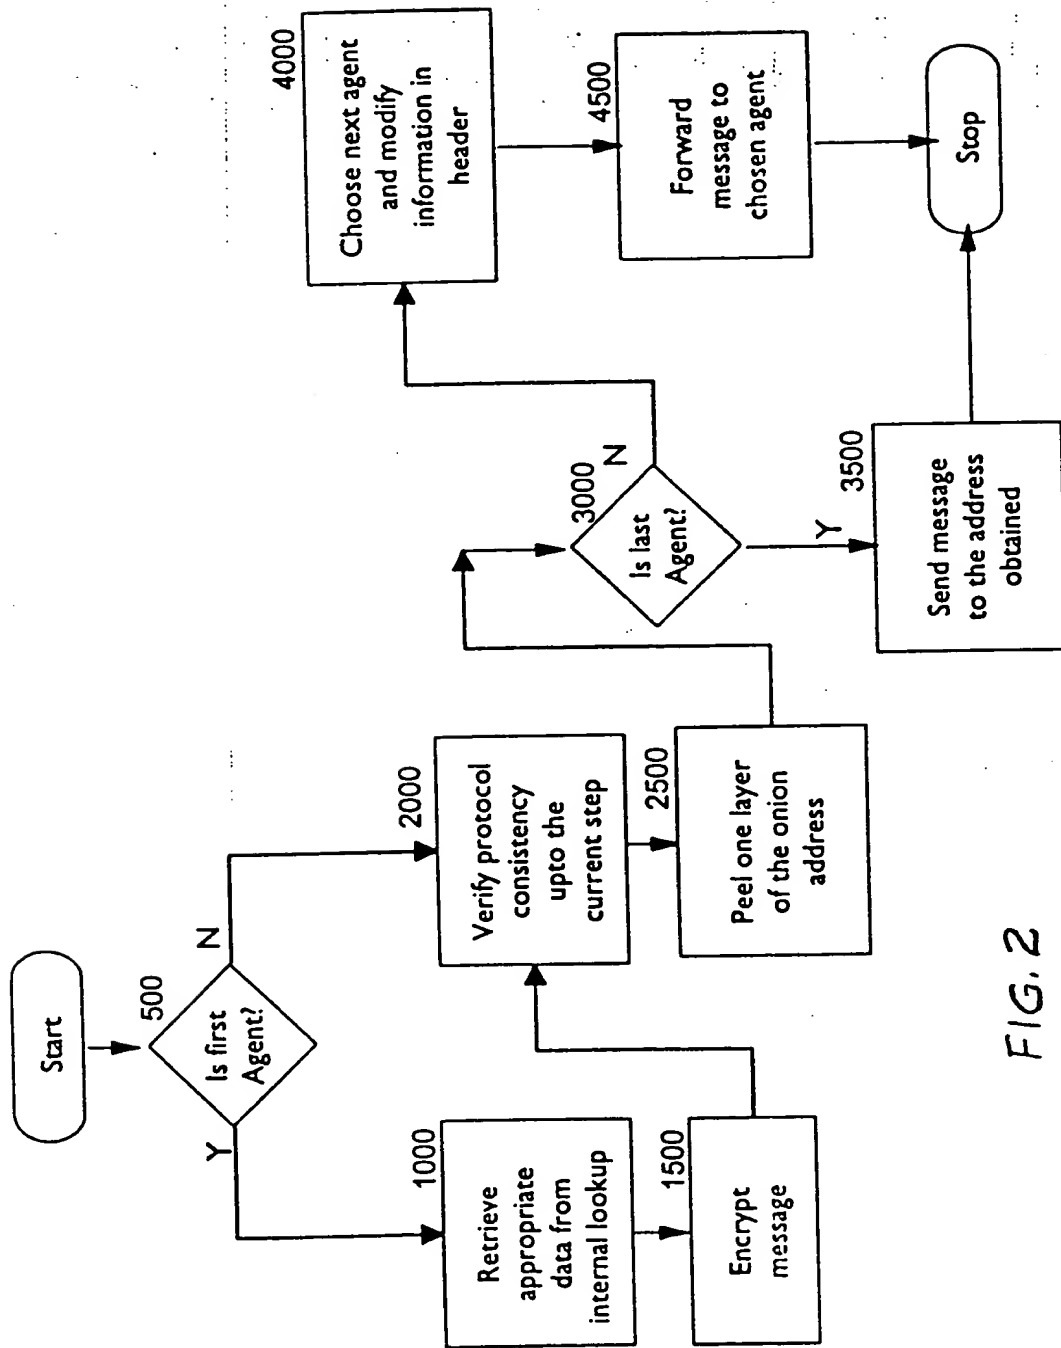 Start
500
Is first
Agent?
Y
N
1000
Retrieve
appropriate
data from
internal lookup
1500
Encrypt
message
2000
Verify protocol
consistency
upto the
current step
2500
Peel one layer
of the onion
address
3000
Is last
Agent?
N
Y
3500
Send message
to the address
obtained
4000
Choose next agent
and modify
information in
header
4500
Forward
message to
chosen agent
Stop
FIG. 2